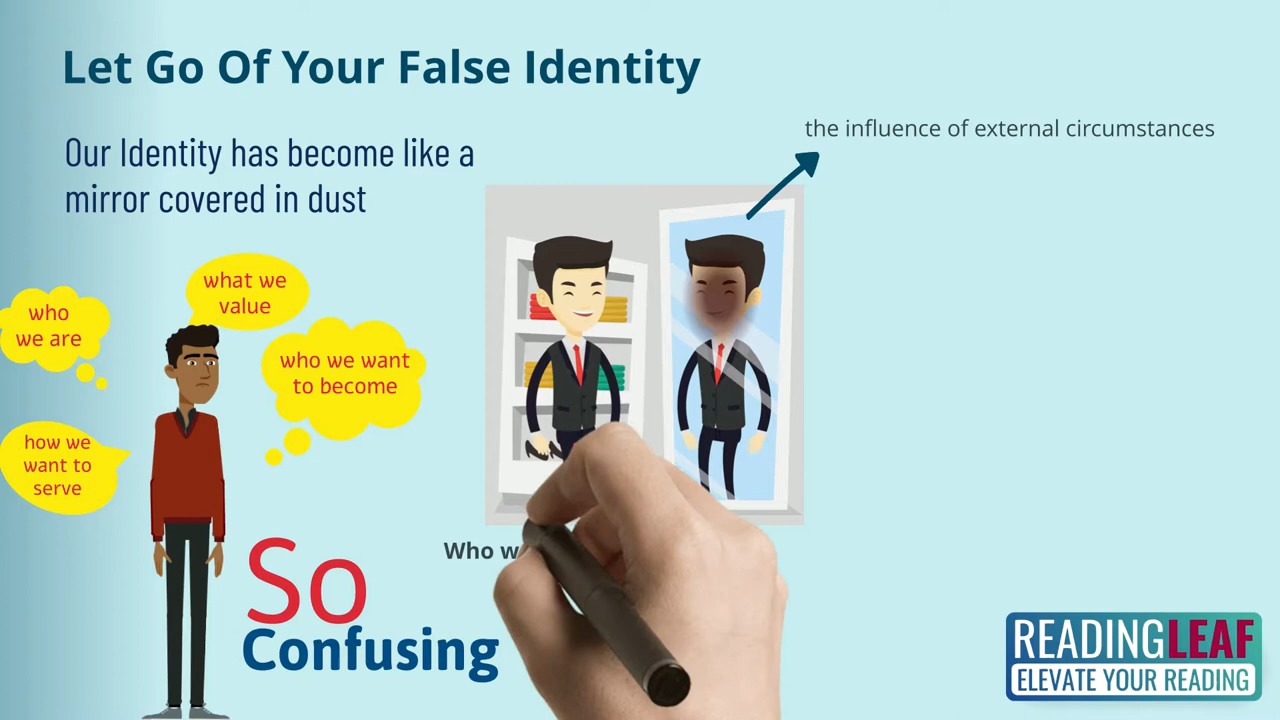 Let Go Of Your False Identity
the influence of external circumstances
Our Identity has become like a
mirror covered in dust
what we
value
who
we are
who we want
to become
how we
want to
serve
Who
So
Confusing
READINGLEAF
ELEVATE YOUR READING